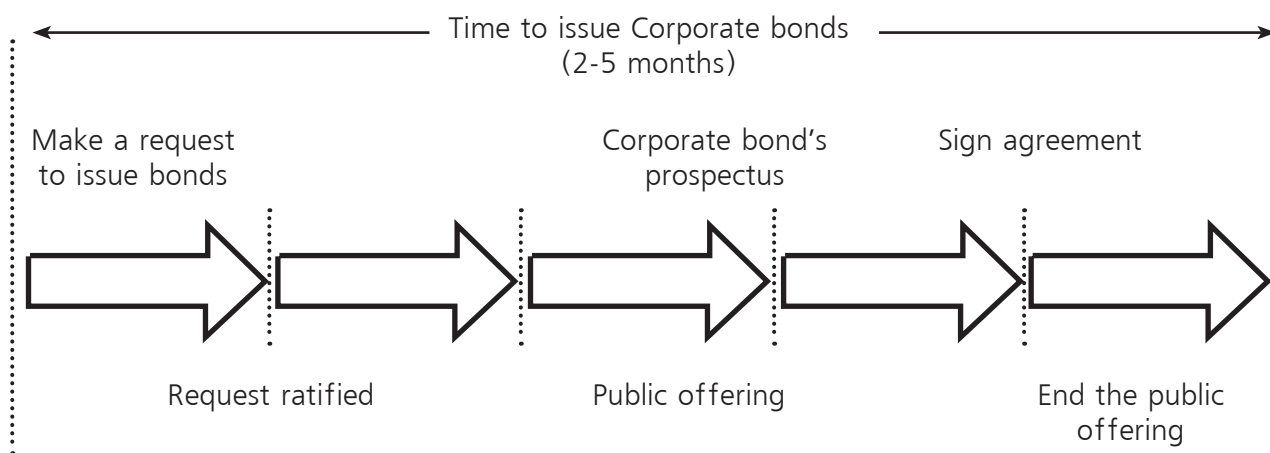 Time to issue Corporate bonds
(2-5 months)
Make a request
to issue bonds
Corporate bond's
prospectus
Sign agreement
Request ratified
Public offering
End the public
offering